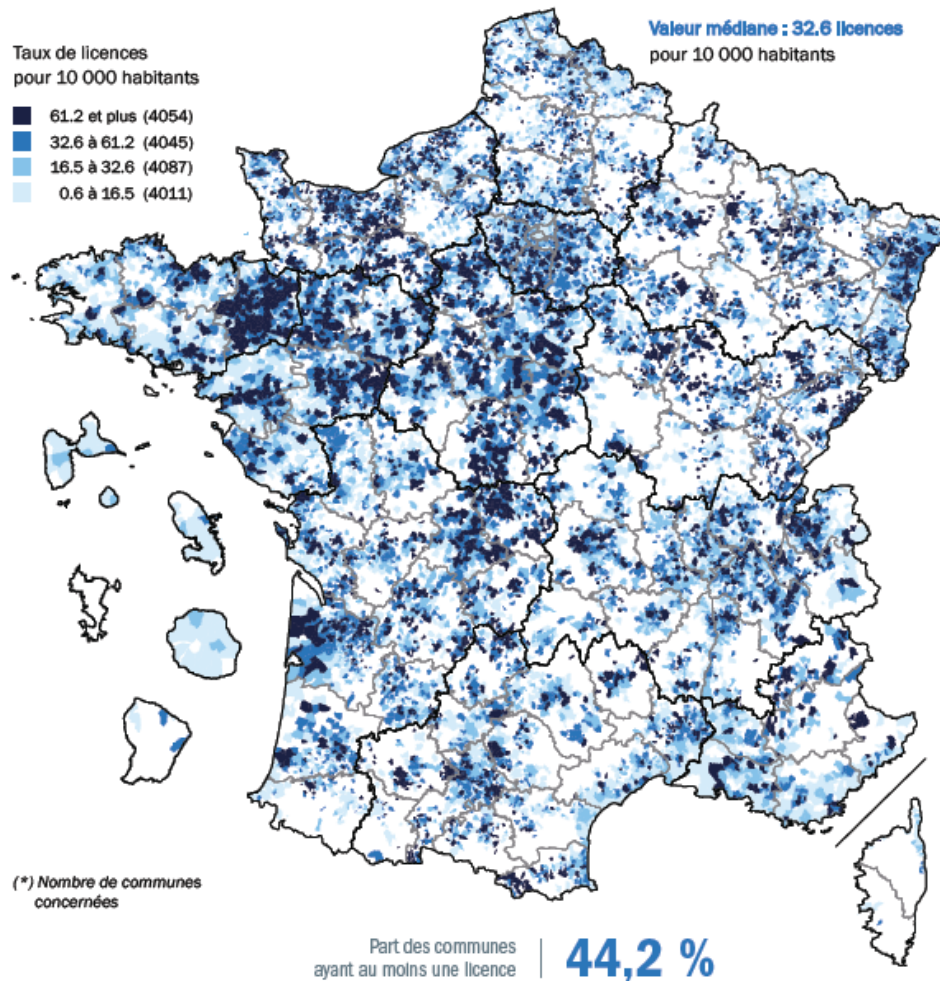 Taux de licences
pour 10 000 habitants
61.2 et plus (4054)
32.6 à 61.2 (4045)
16.5 à 32.6 (4087)
0.6 à 16.5 (4011)
Valeur médiane : 32.6 licences
pour 10 000 habitants
(*) Nombre de communes
concernées
Part des communes
ayant au moins une licence
44,2 %